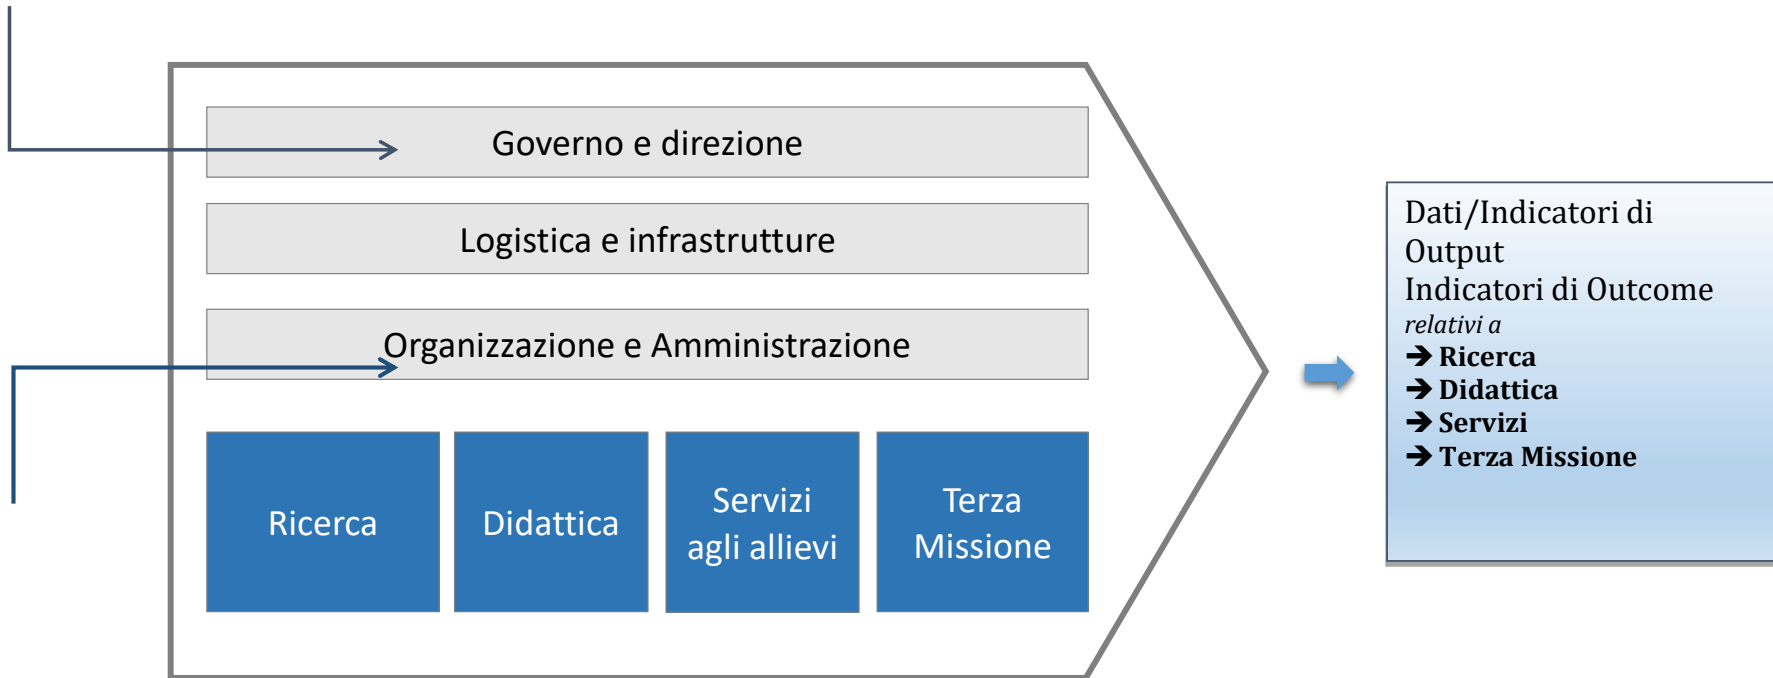 Governo e direzione
Logistica e infrastrutture
Organizzazione e Amministrazione
Ricerca
Didattica
Servizi
agli allievi
Terza
Missione
Dati/Indicatori di
Output
Indicatori di Outcome
relativi a
➔ Ricerca
➔ Didattica
➔ Servizi
➔ Terza Missione